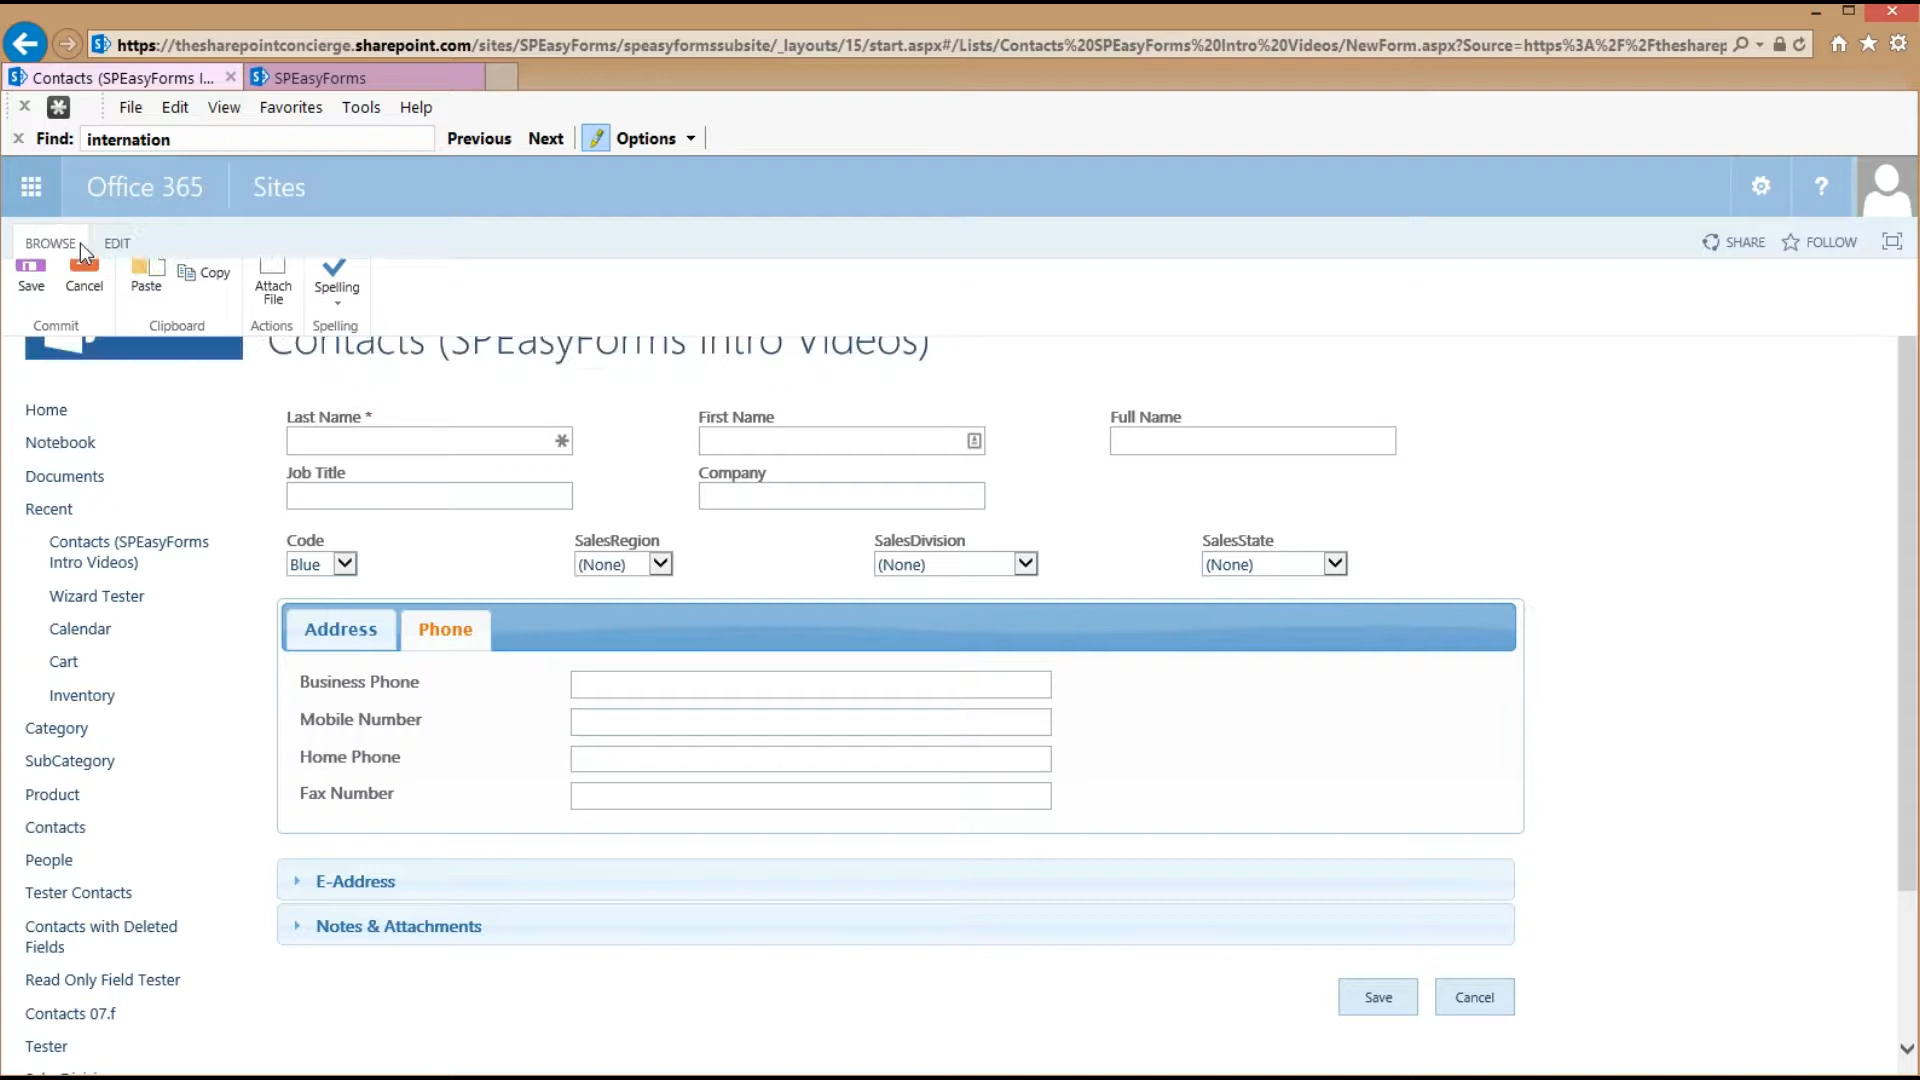 https://thesharepointconcierge.sharepoint.com/sites/SPEasyForms/speasyformssubsite/_layouts/15/start.aspx#/Lists/Contacts%20SPEasyForms%20Intro%20Videos/NewForm.aspx?Source=https%3A%2F%2Fthesharep
Contacts (SPEasyForms I...
SPEasyForms
File Edit View Favorites Tools Help
Find: internation Previous Next Options
Office 365 Sites
BROWSE EDIT SHARE FOLLOW
Save Cancel Paste Copy Attach File Spelling
Commit Clipboard Actions Spelling
Contacts (SPEasyForms Intro Videos)
Home
Notebook
Documents
Recent
Contacts (SPEasyForms
Intro Videos)
Wizard Tester
Calendar
Cart
Inventory
Category
SubCategory
Product
Contacts
People
Tester Contacts
Contacts with Deleted
Fields
Read Only Field Tester
Contacts 07.f
Tester
Last Name * First Name Full Name
Job Title Company
Code SalesRegion SalesDivision SalesState
Blue (None) (None) (None)
Address Phone
Business Phone
Mobile Number
Home Phone
Fax Number
E-Address
Notes & Attachments
Save Cancel